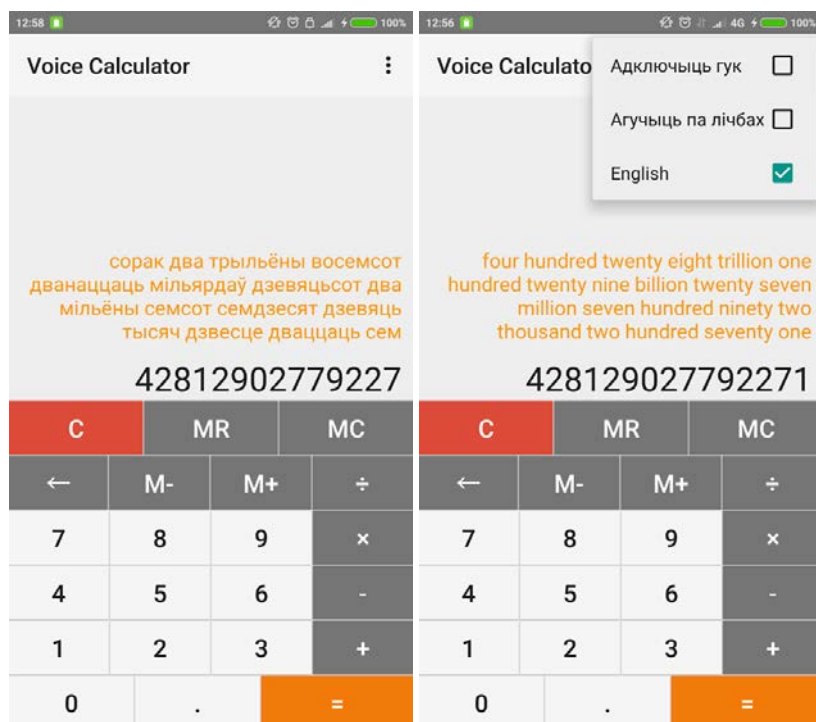 12:58
100%
Voice Calculator
сорак два трыльёны восемсот
дванаццаць мільярдаў дзевяцьсот два
мільёны семсот семдзесят дзевяць
тысяч дзвесце дваццаць сем
42812902779227
C MR MC
← M- M+ ÷
7 8 9 ×
4 5 6 -
1 2 3 +
0 . =
12:56
4G 100%
Voice Calculato
Адключыць гук
Агучыць па лічбах
English
four hundred twenty eight trillion one
hundred twenty nine billion twenty seven
million seven hundred ninety two
thousand two hundred seventy one
428129027792271
C MR MC
← M- M+ ÷
7 8 9 ×
4 5 6 -
1 2 3 +
0 . =